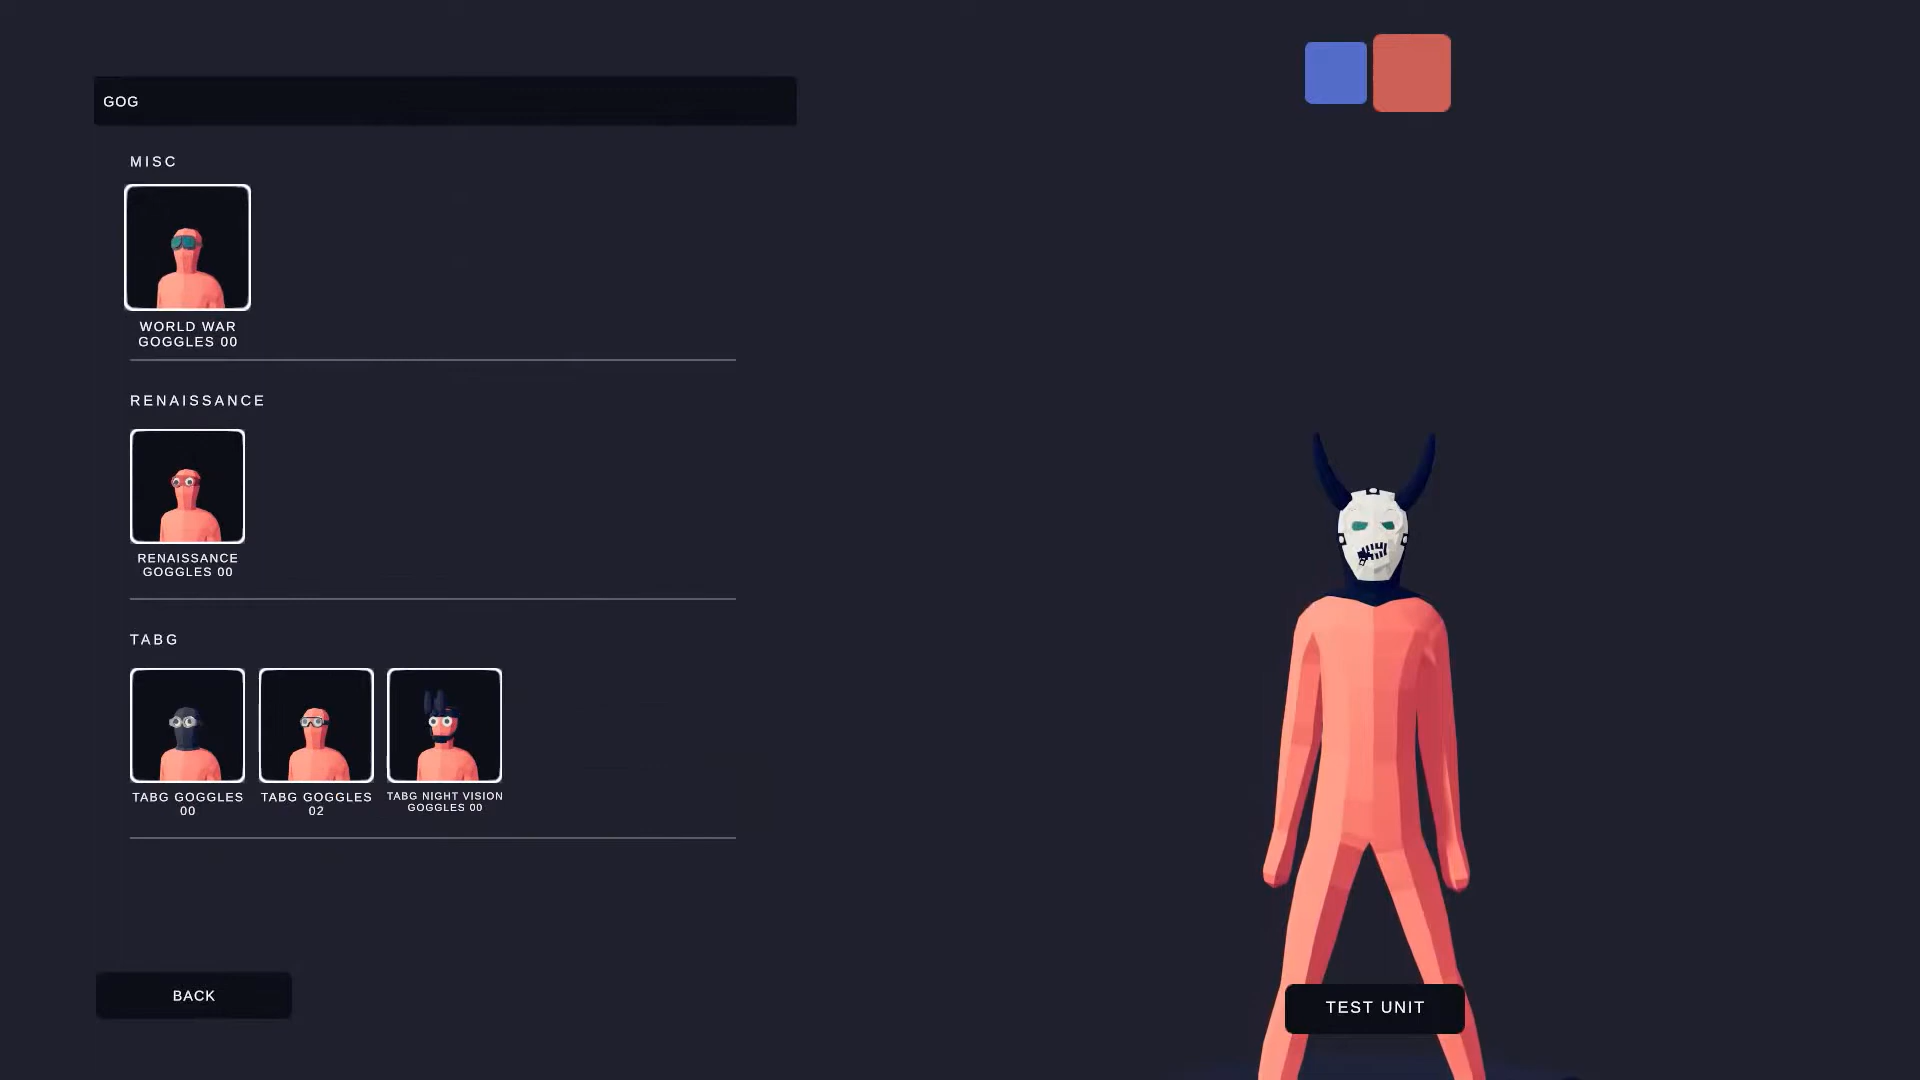 GOG
MISC
WORLD WAR
GOGGLES 00
RENAISSANCE
RENAISSANCE
GOGGLES 00
TABG
TABG GOGGLES
00
TABG GOGGLES
02
TABG NIGHT VISION
GOGGLES 00
BACK
TEST UNIT